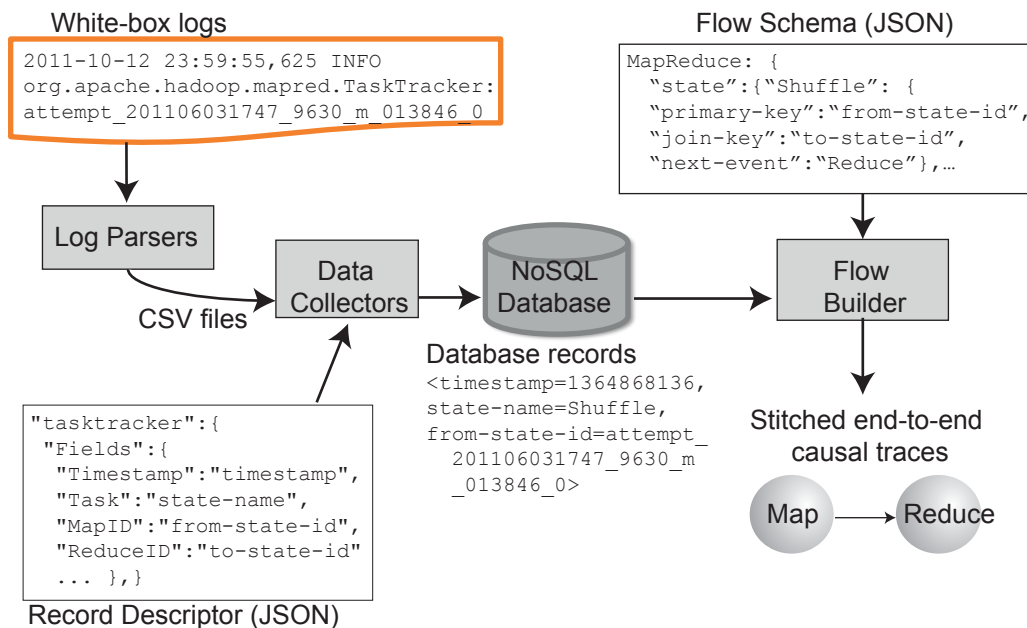 White-box logs
2011-10-12 23:59:55,625 INFO
org.apache.hadoop.mapred.TaskTracker:
attempt_201106031747_9630_m_013846_0
Flow Schema (JSON)
MapReduce: {
“state”:{“Shuffle”: {
“primary-key”:“from-state-id”,
“join-key”:“to-state-id”,
“next-event”:“Reduce”},…
Log Parsers
CSV files
Data
Collectors
NoSQL
Database
Flow
Builder
Database records
<timestamp=1364868136,
state-name=Shuffle,
from-state-id=attempt_
201106031747_9630_m
_013846_0>
"tasktracker":{
"Fields":{
"Timestamp":"timestamp",
"Task":"state-name",
"MapID":"from-state-id",
"ReduceID":"to-state-id"
... },}
Record Descriptor (JSON)
Stitched end-to-end
causal traces
Map
Reduce